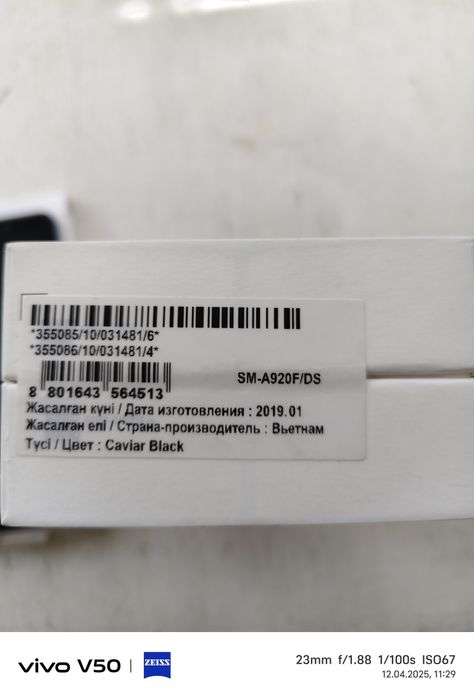 *355085/10/031481/6*
*355086/10/031481/4*
SM-A920F/DS
8 801643 564513
Жасалган күні / Дата изготовления : 2019.01
Жасалган елі / Страна-производитель : Вьетнам
Түсі / Цвет : Caviar Black
vivo V50 | ZEISS
23mm f/1.88 1/100s ISO67
12.04.2025, 11:29